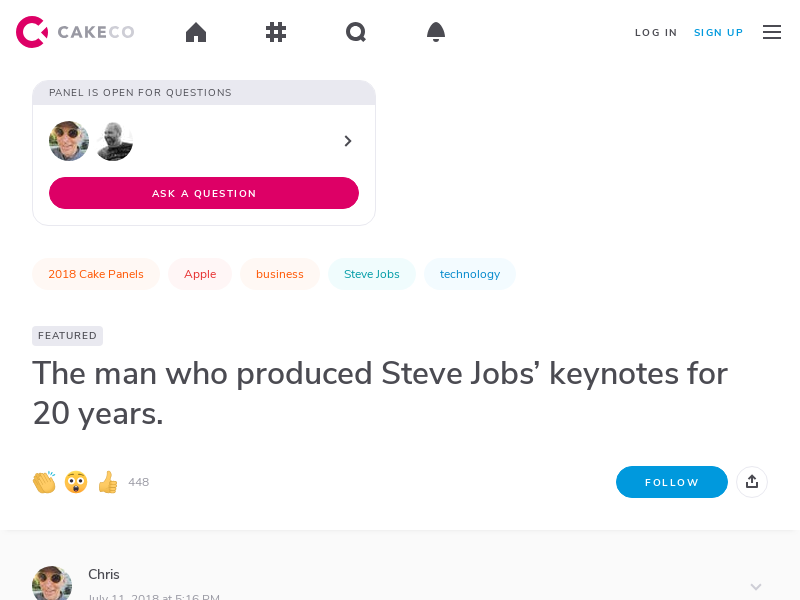 CAKECO
LOG IN
SIGN UP
PANEL IS OPEN FOR QUESTIONS
ASK A QUESTION
2018 Cake Panels
Apple
business
Steve Jobs
technology
FEATURED
The man who produced Steve Jobs’ keynotes for
20 years.
448
FOLLOW
Chris
July 11, 2018 at 5:16 PM